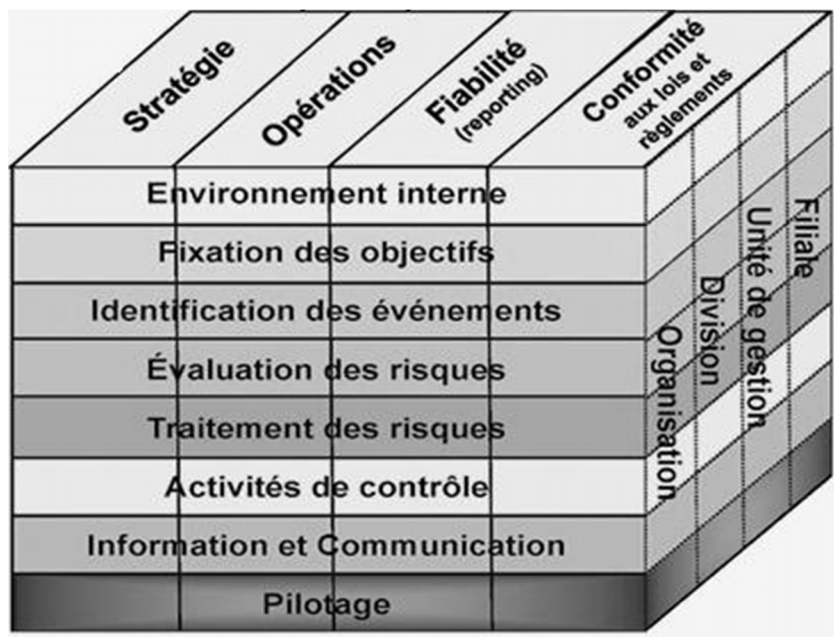 Stratégie
Opérations
Fiabilité
(reporting)
Conformité
aux lois et
règlements
Environnement interne
Fixation des objectifs
Identification des événements
Évaluation des risques
Traitement des risques
Activités de contrôle
Information et Communication
Pilotage
Organisation
Division
Unité de gestion
Filiale